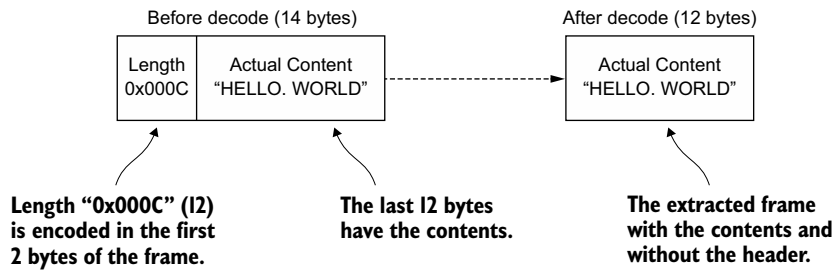 Before decode (14 bytes)
After decode (12 bytes)
Length
0x000C
Actual Content
“HELLO. WORLD”
Actual Content
“HELLO. WORLD”
Length “0x000C” (12)
is encoded in the first
2 bytes of the frame.
The last 12 bytes
have the contents.
The extracted frame
with the contents and
without the header.